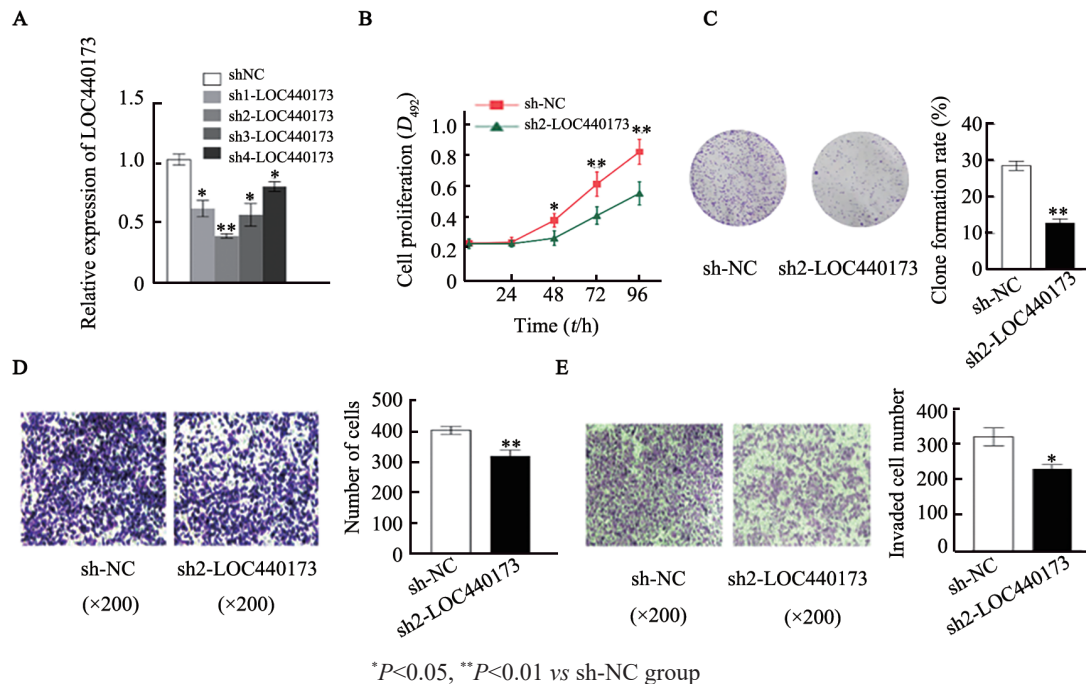 A
Relative expression of LOC440173
1.5
1.0
0.5
0
shNC
sh1-LOC440173
sh2-LOC440173
sh3-LOC440173
sh4-LOC440173
*
**
*
*
B
Cell proliferation (D492)
1.0
0.8
0.6
0.4
0.2
0
sh-NC
sh2-LOC440173
*
**
**
24 48 72 96
Time (t/h)
C
sh-NC
sh2-LOC440173
Clone formation rate (%)
40
30
20
10
0
**
sh-NC
sh2-LOC440173
D
sh-NC
(×200)
sh2-LOC440173
(×200)
Number of cells
500
400
300
200
100
0
**
sh-NC
sh2-LOC440173
E
sh-NC
(×200)
sh2-LOC440173
(×200)
Invaded cell number
400
300
200
100
0
*
sh-NC
sh2-LOC440173
*P<0.05, **P<0.01 vs sh-NC group